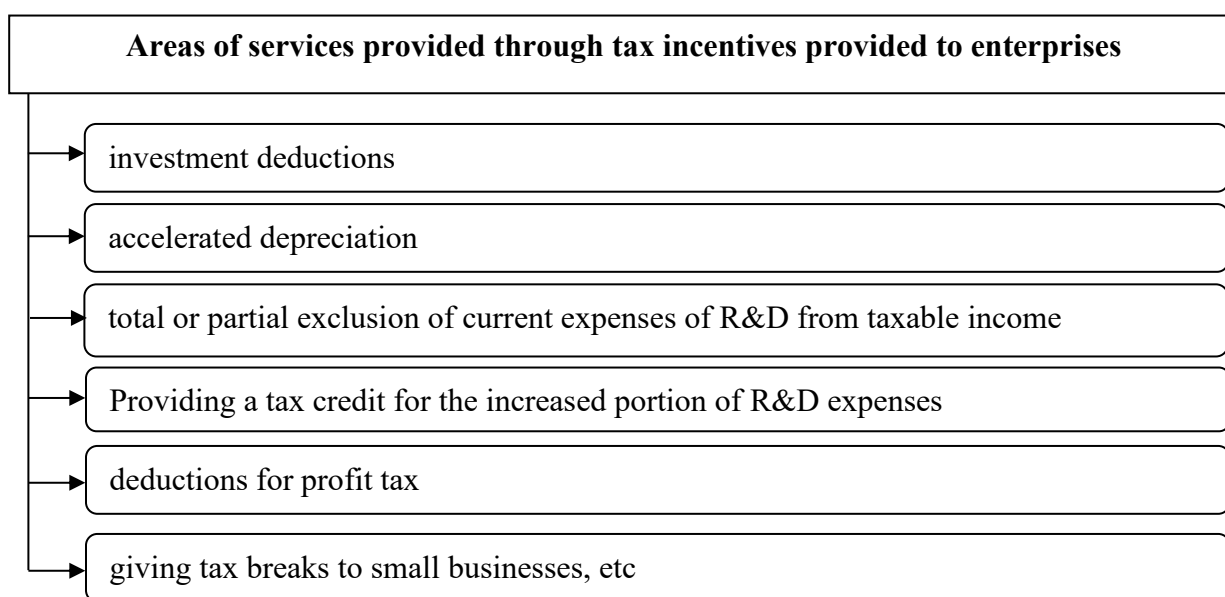 Areas of services provided through tax incentives provided to enterprises
investment deductions
accelerated depreciation
total or partial exclusion of current expenses of R&D from taxable income
Providing a tax credit for the increased portion of R&D expenses
deductions for profit tax
giving tax breaks to small businesses, etc